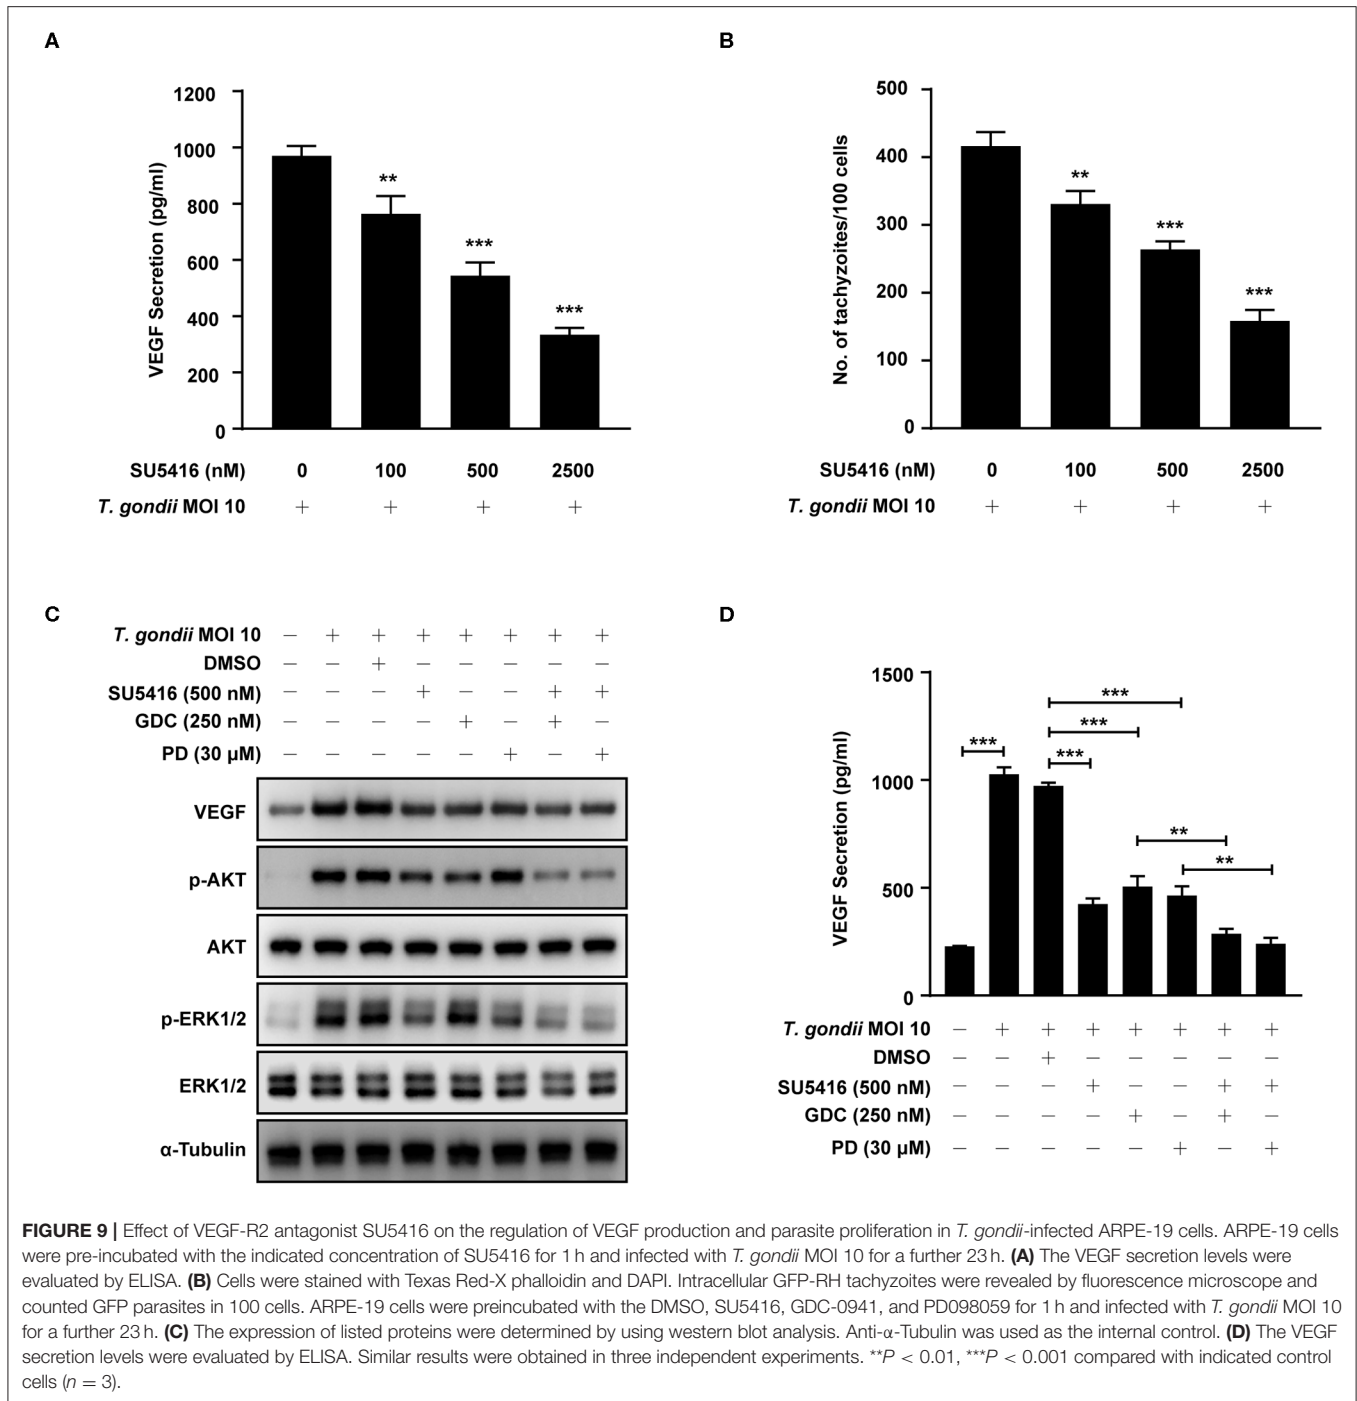 A
1200
1000
800
600
400
200
0
VEGF Secretion (pg/ml)
**
***
***
SU5416 (nM) 0 100 500 2500
T. gondii MOI 10 + + + +
B
500
400
300
200
100
0
No. of tachyzoites/100 cells
**
***
***
SU5416 (nM) 0 100 500 2500
T. gondii MOI 10 + + + +
C
T. gondii MOI 10 − + + + + + + +
DMSO − − + − − − − −
SU5416 (500 nM) − − − + − − + +
GDC (250 nM) − − − − + − + −
PD (30 µM) − − − − − + − +
VEGF
p-AKT
AKT
p-ERK1/2
ERK1/2
α-Tubulin
D
1500
1000
500
0
VEGF Secretion (pg/ml)
***
***
***
***
**
**
T. gondii MOI 10 − + + + + + + +
DMSO − − + − − − − −
SU5416 (500 nM) − − − + − − + +
GDC (250 nM) − − − − + − + −
PD (30 µM) − − − − − + − +
FIGURE 9 | Effect of VEGF-R2 antagonist SU5416 on the regulation of VEGF production and parasite proliferation in T. gondii-infected ARPE-19 cells. ARPE-19 cells
were pre-incubated with the indicated concentration of SU5416 for 1 h and infected with T. gondii MOI 10 for a further 23 h. (A) The VEGF secretion levels were
evaluated by ELISA. (B) Cells were stained with Texas Red-X phalloidin and DAPI. Intracellular GFP-RH tachyzoites were revealed by fluorescence microscope and
counted GFP parasites in 100 cells. ARPE-19 cells were preincubated with the DMSO, SU5416, GDC-0941, and PD098059 for 1 h and infected with T. gondii MOI 10
for a further 23 h. (C) The expression of listed proteins were determined by using western blot analysis. Anti-α-Tubulin was used as the internal control. (D) The VEGF
secretion levels were evaluated by ELISA. Similar results were obtained in three independent experiments. **P < 0.01, ***P < 0.001 compared with indicated control
cells (n = 3).